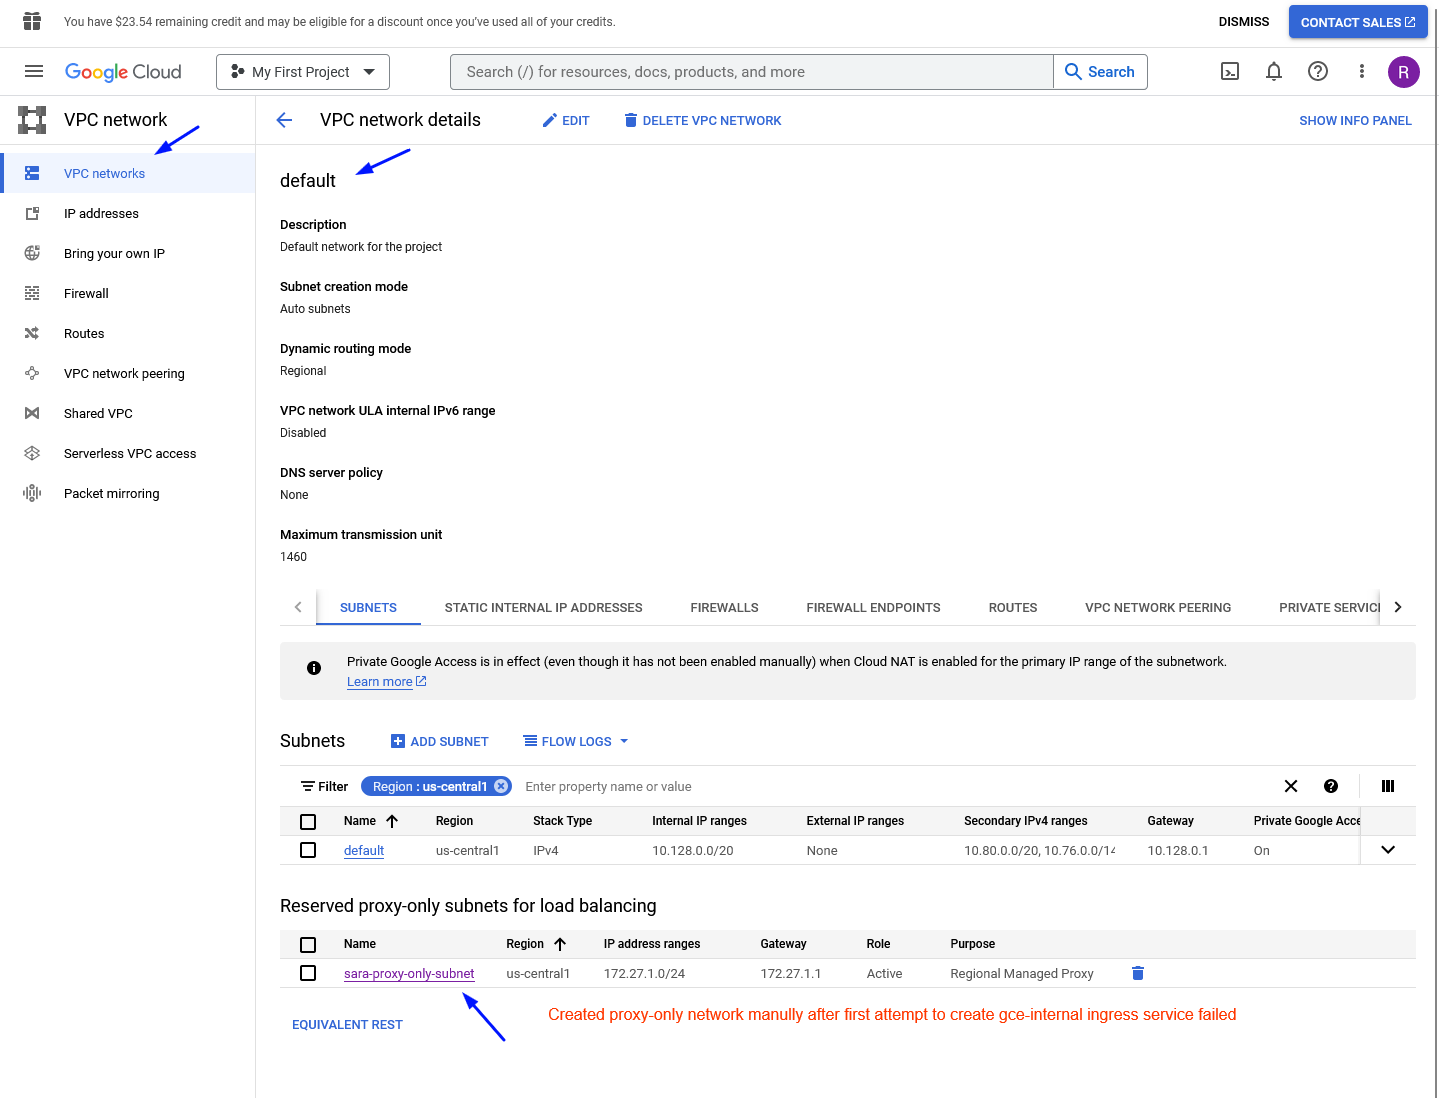 You have $23.54 remaining credit and may be eligible for a discount once you've used all of your credits.
DISMISS
CONTACT SALES
Google Cloud
My First Project
Search (/) for resources, docs, products, and more
Search
R
VPC network
VPC network details
EDIT
DELETE VPC NETWORK
SHOW INFO PANEL
VPC networks
IP addresses
Bring your own IP
Firewall
Routes
VPC network peering
Shared VPC
Serverless VPC access
Packet mirroring
default
Description
Default network for the project
Subnet creation mode
Auto subnets
Dynamic routing mode
Regional
VPC network ULA internal IPv6 range
Disabled
DNS server policy
None
Maximum transmission unit
1460
SUBNETS STATIC INTERNAL IP ADDRESSES FIREWALLS FIREWALL ENDPOINTS ROUTES VPC NETWORK PEERING PRIVATE SERVIC
Private Google Access is in effect (even though it has not been enabled manually) when Cloud NAT is enabled for the primary IP range of the subnetwork.
Learn more
Subnets
ADD SUBNET
FLOW LOGS
Filter
Region : us-central1
Enter property name or value
Name Region Stack Type Internal IP ranges External IP ranges Secondary IPv4 ranges Gateway Private Google Acce
default us-central1 IPv4 10.128.0.0/20 None 10.80.0.0/20, 10.76.0.0/14 10.128.0.1 On
Reserved proxy-only subnets for load balancing
Name Region IP address ranges Gateway Role Purpose
sara-proxy-only-subnet us-central1 172.27.1.0/24 172.27.1.1 Active Regional Managed Proxy
Created proxy-only network manully after first attempt to create gce-internal ingress service failed
EQUIVALENT REST